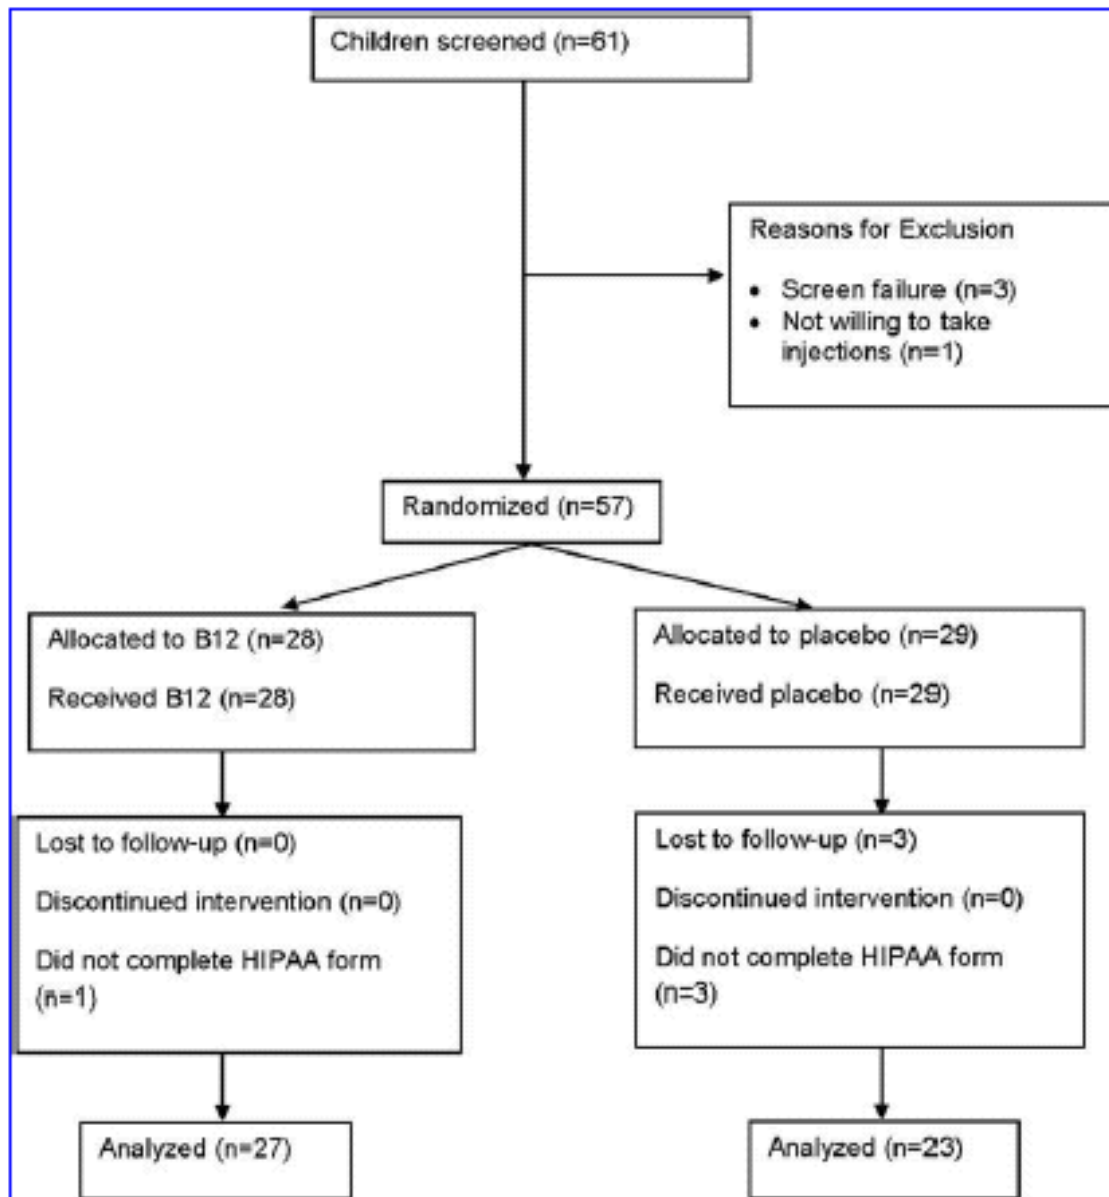 Children screened (n=61)
Reasons for Exclusion
• Screen failure (n=3)
• Not willing to take
injections (n=1)
Randomized (n=57)
Allocated to B12 (n=28)
Received B12 (n=28)
Allocated to placebo (n=29)
Received placebo (n=29)
Lost to follow-up (n=0)
Discontinued intervention (n=0)
Did not complete HIPAA form
(n=1)
Lost to follow-up (n=3)
Discontinued intervention (n=0)
Did not complete HIPAA form
(n=3)
Analyzed (n=27)
Analyzed (n=23)